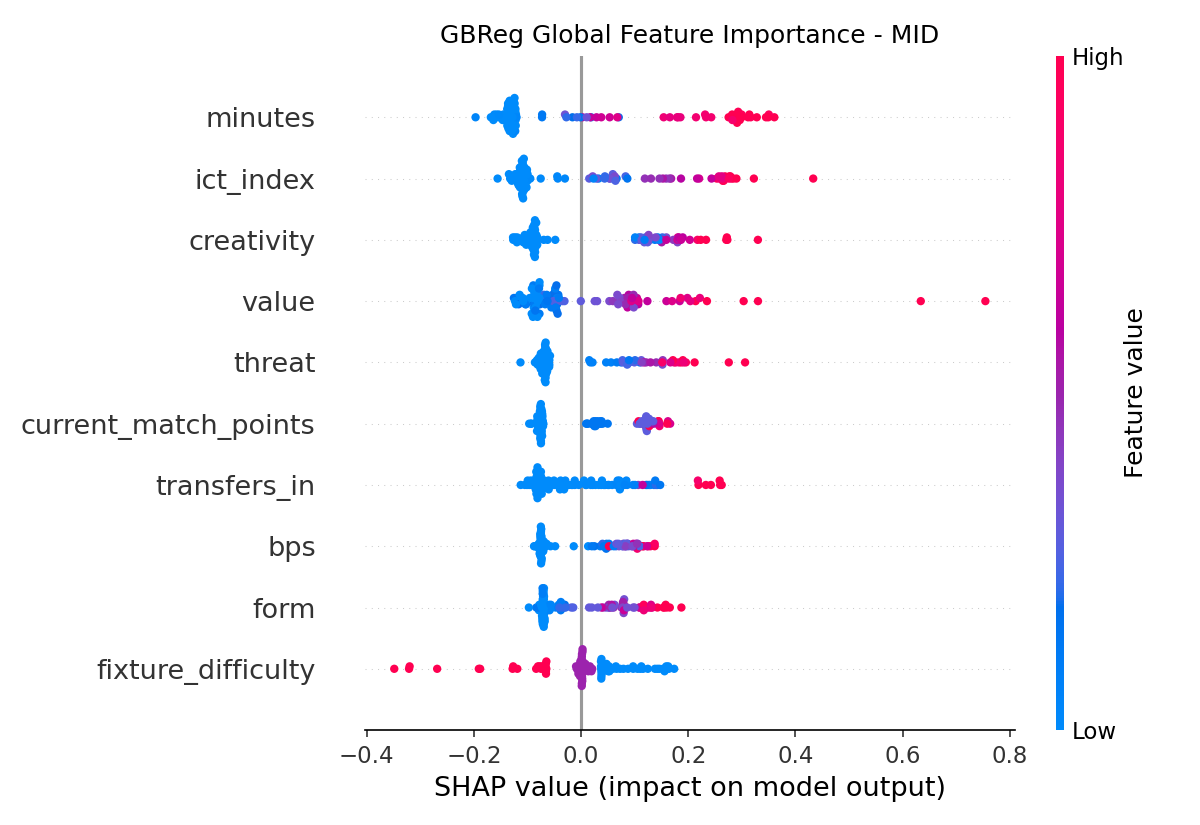 GBReg Global Feature Importance - MID
High
minutes
ict_index
creativity
value
threat
current_match_points
transfers_in
bps
form
fixture_difficulty
Feature value
Low
−0.4 −0.2 0.0 0.2 0.4 0.6 0.8
SHAP value (impact on model output)